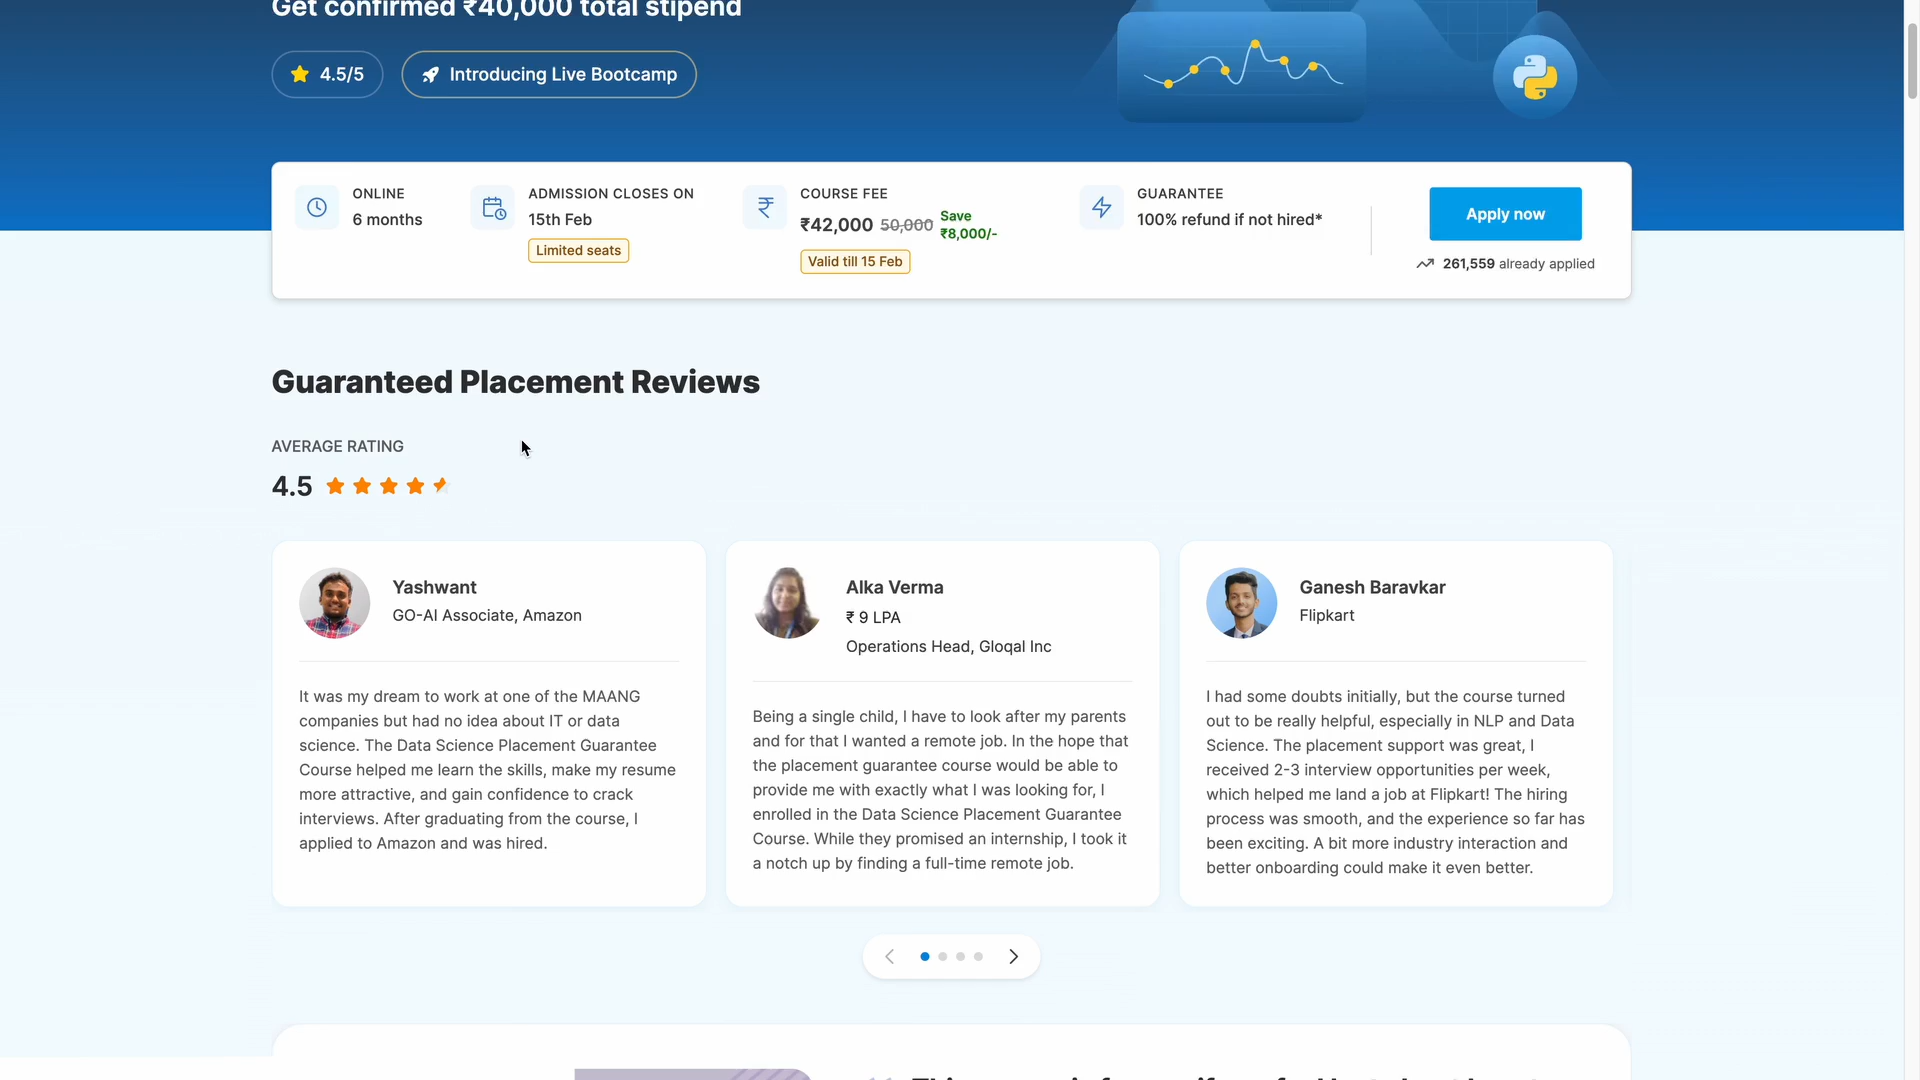 Get confirmed ₹40,000 total stipend
4.5/5
Introducing Live Bootcamp
ONLINE
6 months
ADMISSION CLOSES ON
15th Feb
Limited seats
COURSE FEE
₹42,000 50,000 Save
₹8,000/-
Valid till 15 Feb
GUARANTEE
100% refund if not hired*
Apply now
261,559 already applied
Guaranteed Placement Reviews
AVERAGE RATING
4.5
Yashwant
GO-AI Associate, Amazon
It was my dream to work at one of the MAANG
companies but had no idea about IT or data
science. The Data Science Placement Guarantee
Course helped me learn the skills, make my resume
more attractive, and gain confidence to crack
interviews. After graduating from the course, I
applied to Amazon and was hired.
Alka Verma
₹ 9 LPA
Operations Head, Gloqal Inc
Being a single child, I have to look after my parents
and for that I wanted a remote job. In the hope that
the placement guarantee course would be able to
provide me with exactly what I was looking for, I
enrolled in the Data Science Placement Guarantee
Course. While they promised an internship, I took it
a notch up by finding a full-time remote job.
Ganesh Baravkar
Flipkart
I had some doubts initially, but the course turned
out to be really helpful, especially in NLP and Data
Science. The placement support was great, I
received 2-3 interview opportunities per week,
which helped me land a job at Flipkart! The hiring
process was smooth, and the experience so far has
been exciting. A bit more industry interaction and
better onboarding could make it even better.